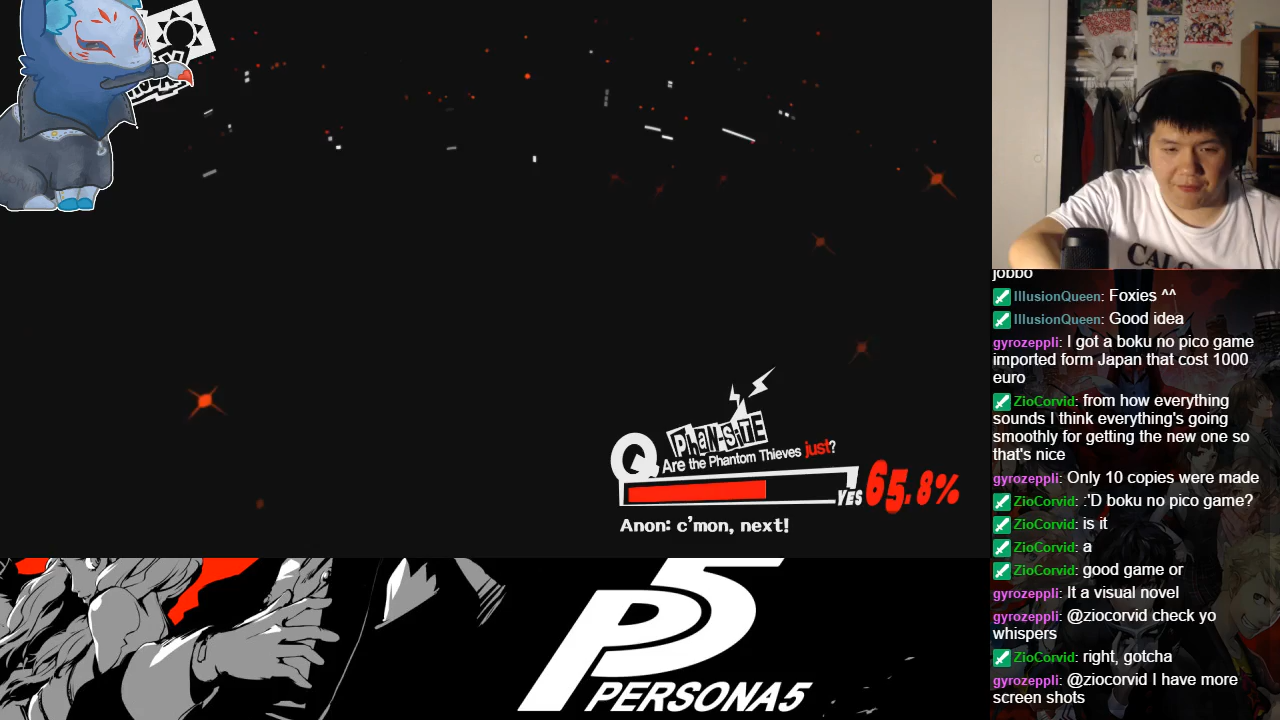 PhaN-SiTE
Q Are the Phantom Thieves just?
YES 65.8%
Anon: c'mon, next!
P5
PERSONA5
CALC
jobbo
IllusionQueen: Foxies ^^
IllusionQueen: Good idea
gyrozeppli: I got a boku no pico game
imported form Japan that cost 1000
euro
ZioCorvid: from how everything
sounds I think everything's going
smoothly for getting the new one so
that's nice
gyrozeppli: Only 10 copies were made
ZioCorvid: :'D boku no pico game?
ZioCorvid: is it
ZioCorvid: a
ZioCorvid: good game or
gyrozeppli: It a visual novel
gyrozeppli: @ziocorvid check yo
whispers
ZioCorvid: right, gotcha
gyrozeppli: @ziocorvid I have more
screen shots